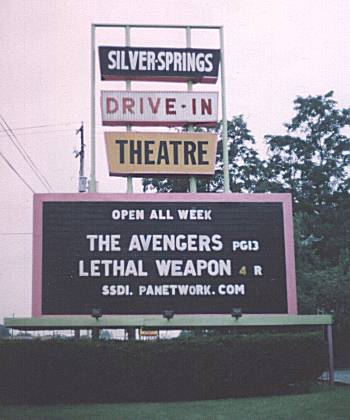 SILVER-SPRINGS
DRIVE-IN
THEATRE
OPEN ALL WEEK
THE AVENGERS PG13
LETHAL WEAPON 4 R
SSDI. PANETWORK. COM